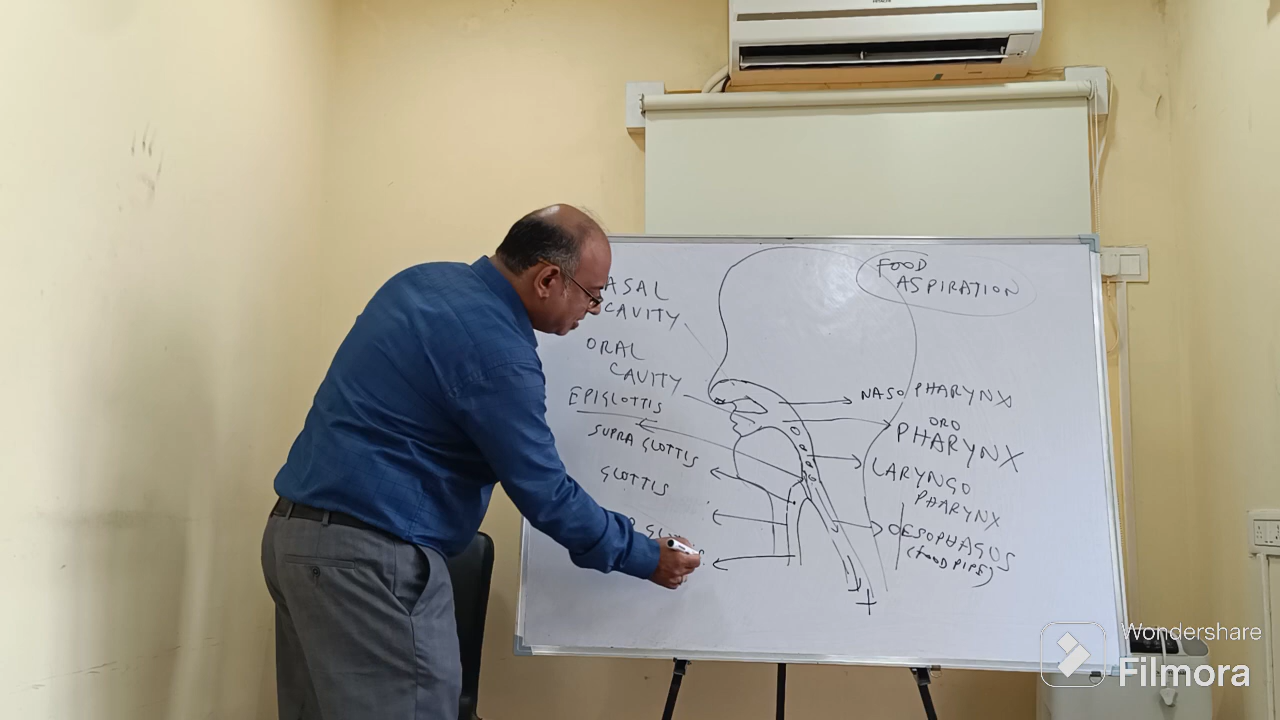 FOOD
ASPIRATION
CAVITY
ORAL
CAVITY
EPIGLOTTIS
SUPRA GLOTTIS
GLOTTIS
NASOPHARYNX
ORO
PHARYNX
LARYNGO
PHARYNX
OESOPHAGUS
(FOOD PIPE)
Wondershare
Filmora